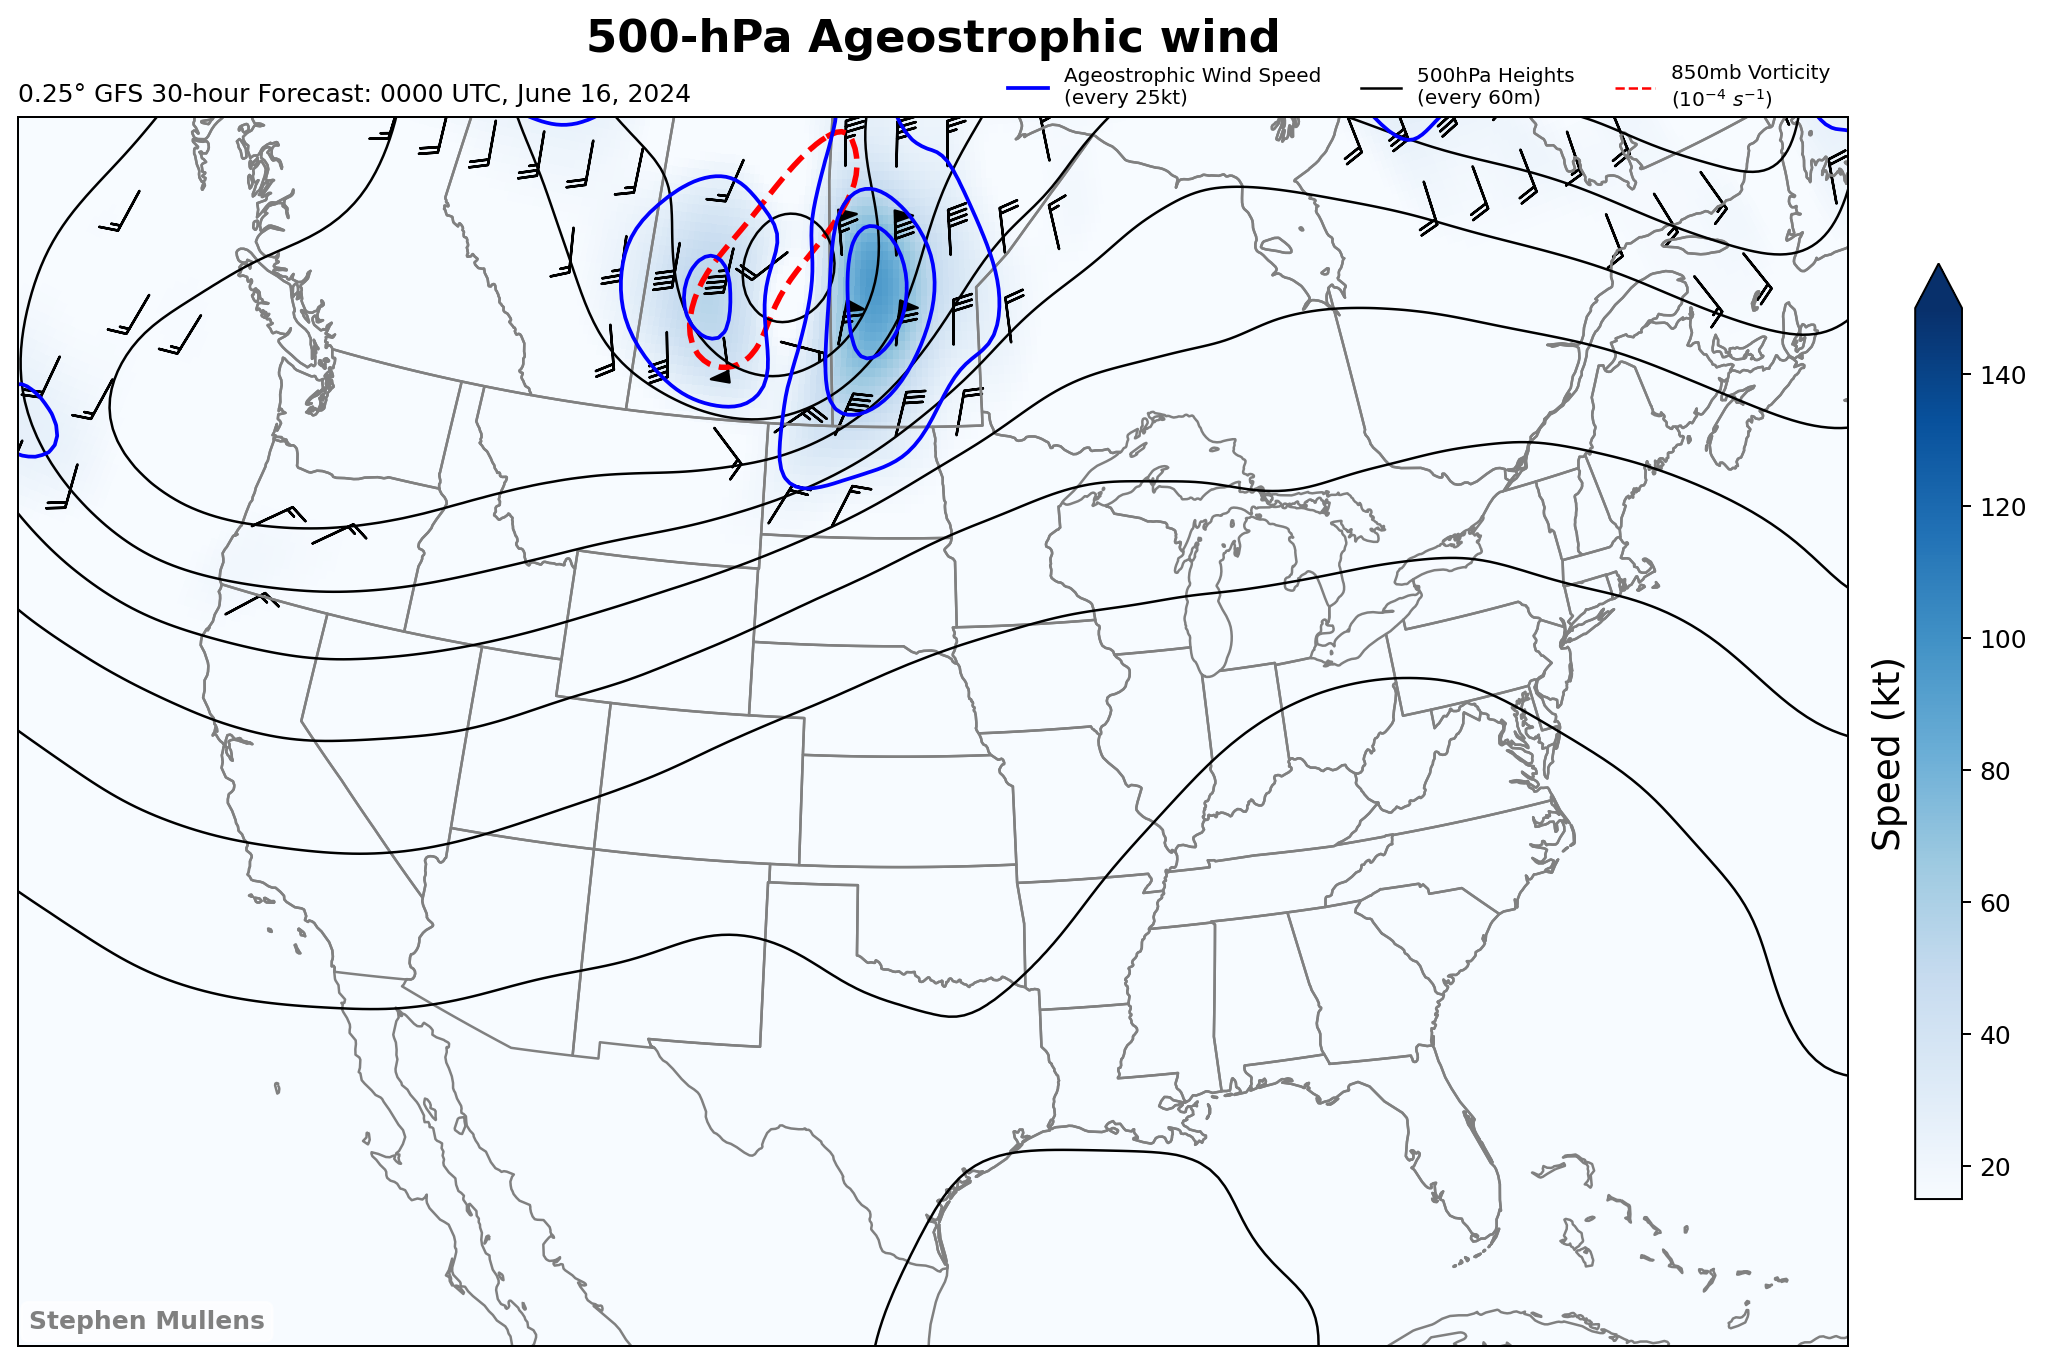 500-hPa Ageostrophic wind
0.25° GFS 30-hour Forecast: 0000 UTC, June 16, 2024
Ageostrophic Wind Speed
(every 25kt)
500hPa Heights
(every 60m)
850mb Vorticity
(10⁻⁴ s⁻¹)
140
120
100
80
60
40
20
Speed (kt)
Stephen Mullens